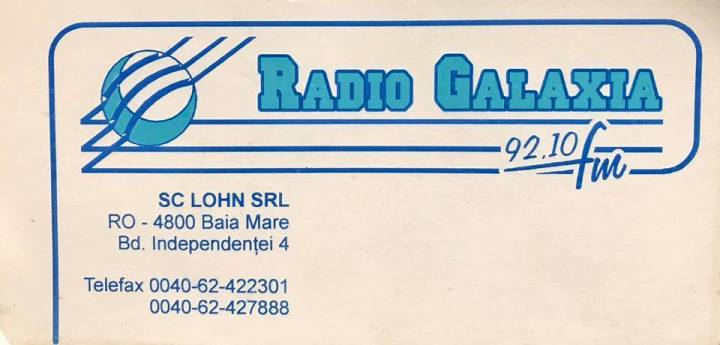 RADIO GALAXIA
92.10 fm
SC LOHN SRL
RO - 4800 Baia Mare
Bd. Independenţei 4
Telefax 0040-62-422301
0040-62-427888